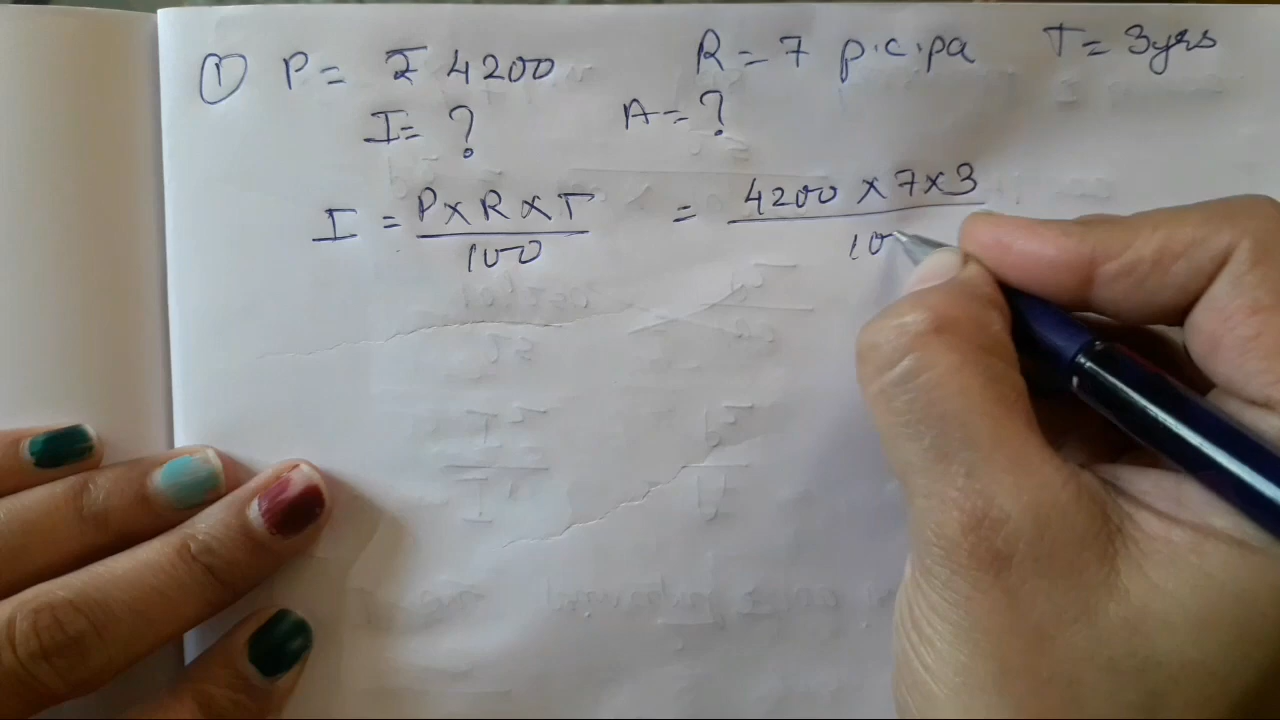 ① P = ₹ 4200 R = 7 p.c.pa T = 3yrs
I = ? A = ?
I = P×R×T / 100 = 4200 × 7×3 / 10